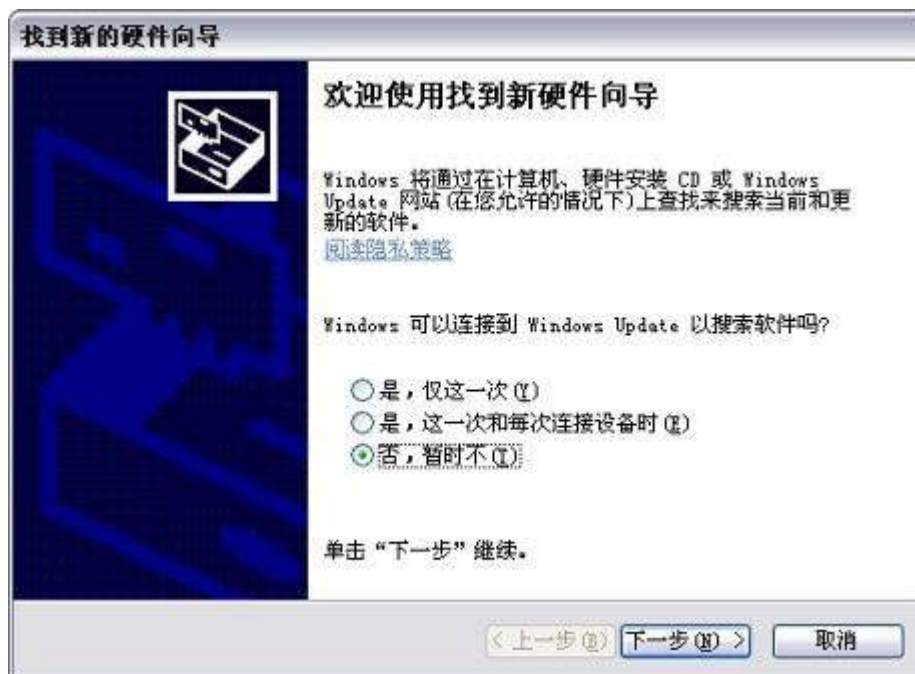 找到新的硬件向导
欢迎使用找到新硬件向导
Windows 将通过在计算机、硬件安装 CD 或 Windows
Update 网站(在您允许的情况下)上查找来搜索当前和更
新的软件。
阅读隐私策略
Windows 可以连接到 Windows Update 以搜索软件吗?
是，仅这一次(Y)
是，这一次和每次连接设备时(E)
否，暂时不(T)
单击“下一步”继续。
< 上一步(B) 下一步(N) > 取消